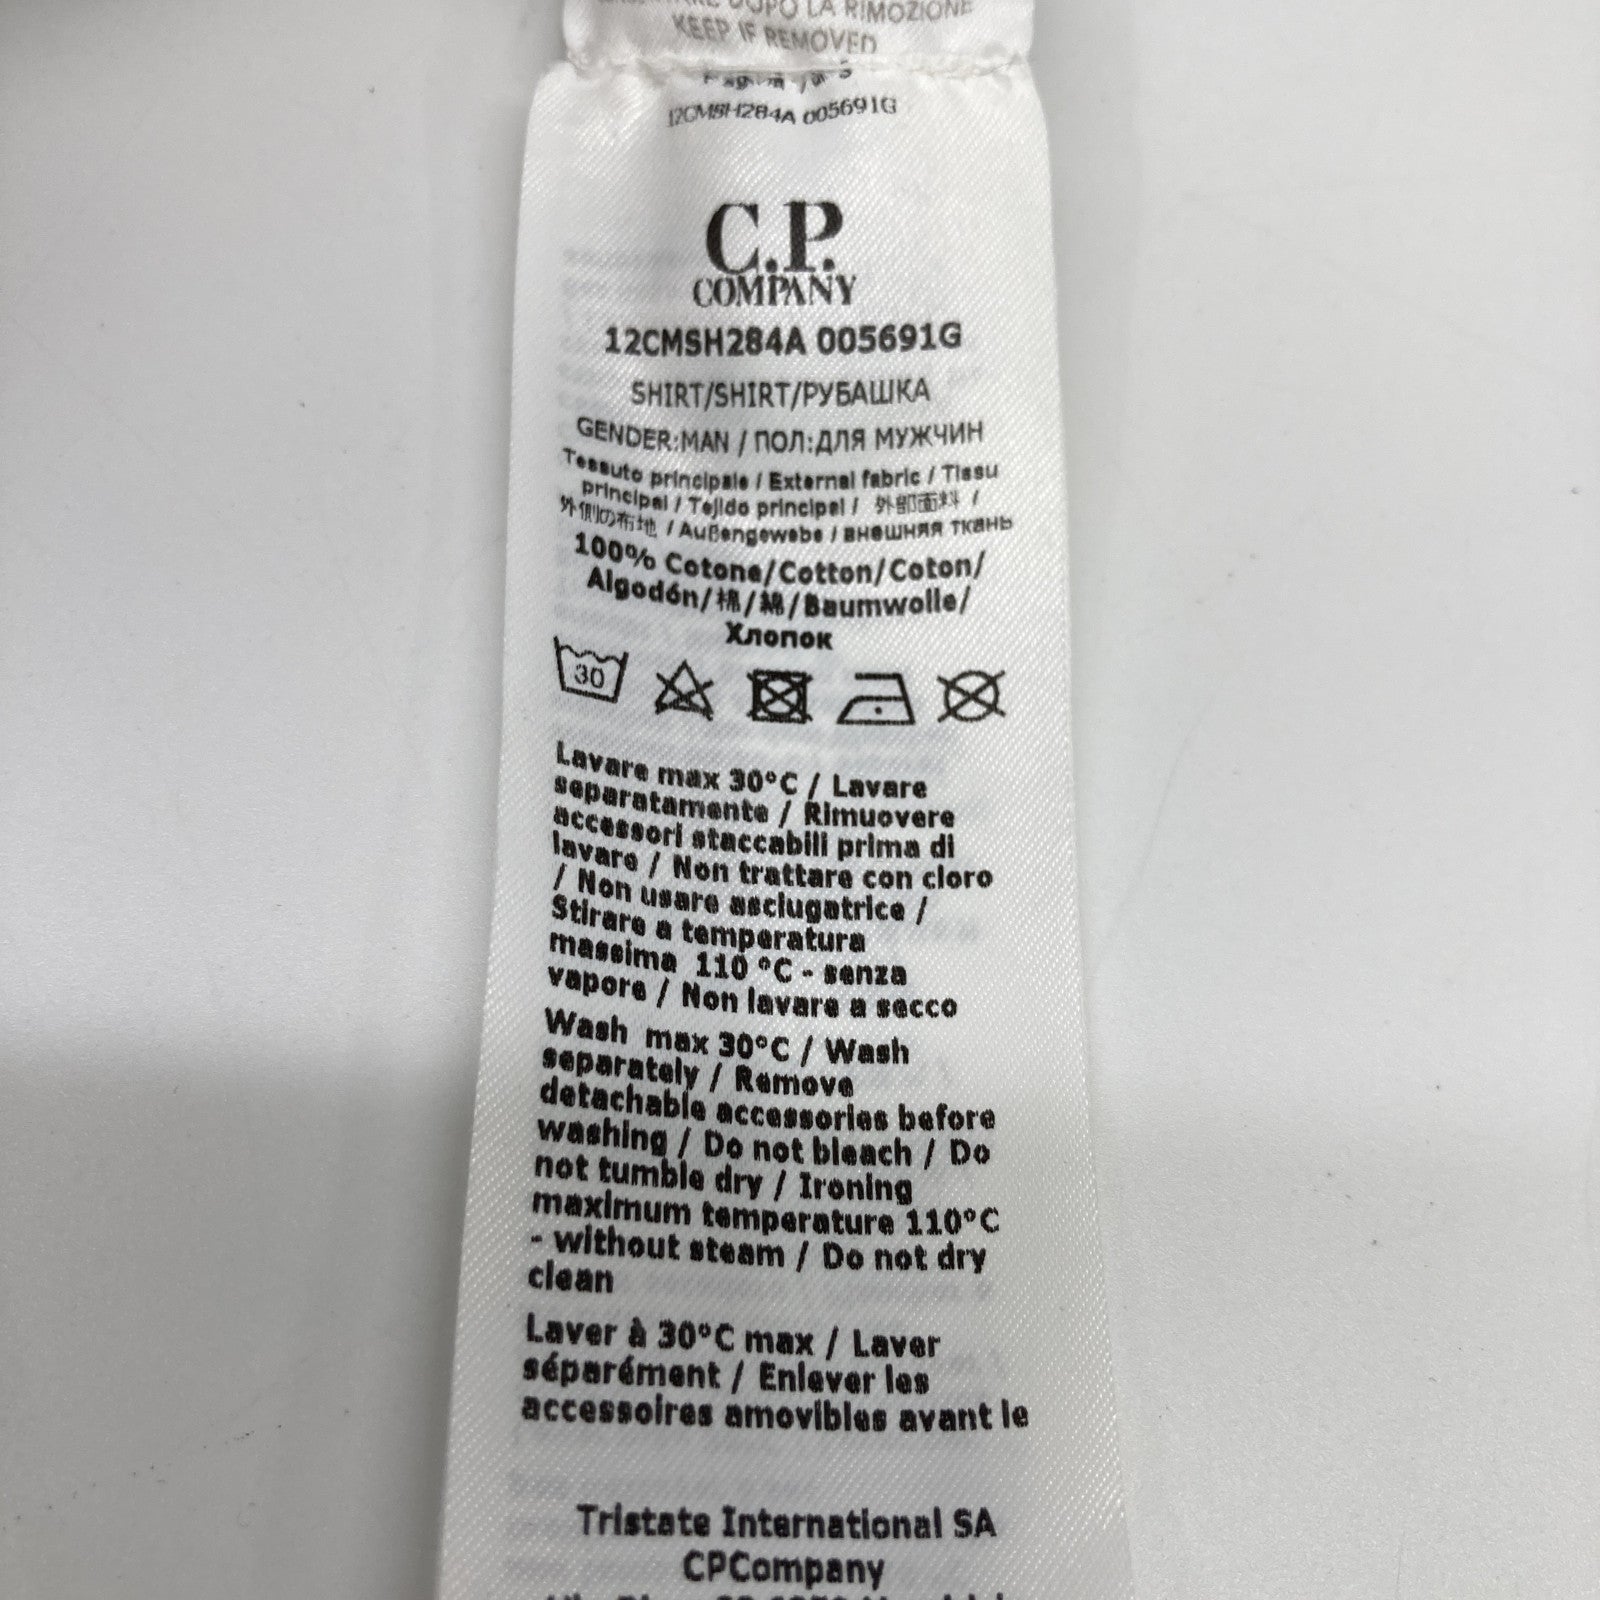 DOPO LA RIMOZIONE
KEEP IF REMOVED
12CMSH284A 005691G
C.P.
COMPANY
12CMSH284A 005691G
SHIRT/SHIRT/РУБАШКА
GENDER:MAN / ПОЛ:ДЛЯ МУЖЧИН
Tessuto principale / External fabric / Tissu
principal / Tejido principal / 外部面料 /
外側の布地 / Außengewebe / внешняя ткань
100% Cotone/Cotton/Coton/
Algodón/棉/綿/Baumwolle/
Хлопок
30
Lavare max 30°C / Lavare
separatamente / Rimuovere
accessori staccabili prima di
lavare / Non trattare con cloro
/ Non usare asciugatrice /
Stirare a temperatura
massima 110 °C - senza
vapore / Non lavare a secco
Wash max 30°C / Wash
separately / Remove
detachable accessories before
washing / Do not bleach / Do
not tumble dry / Ironing
maximum temperature 110°C
- without steam / Do not dry
clean
Laver à 30°C max / Laver
séparément / Enlever les
accessoires amovibles avant le
Tristate International SA
CPCompany